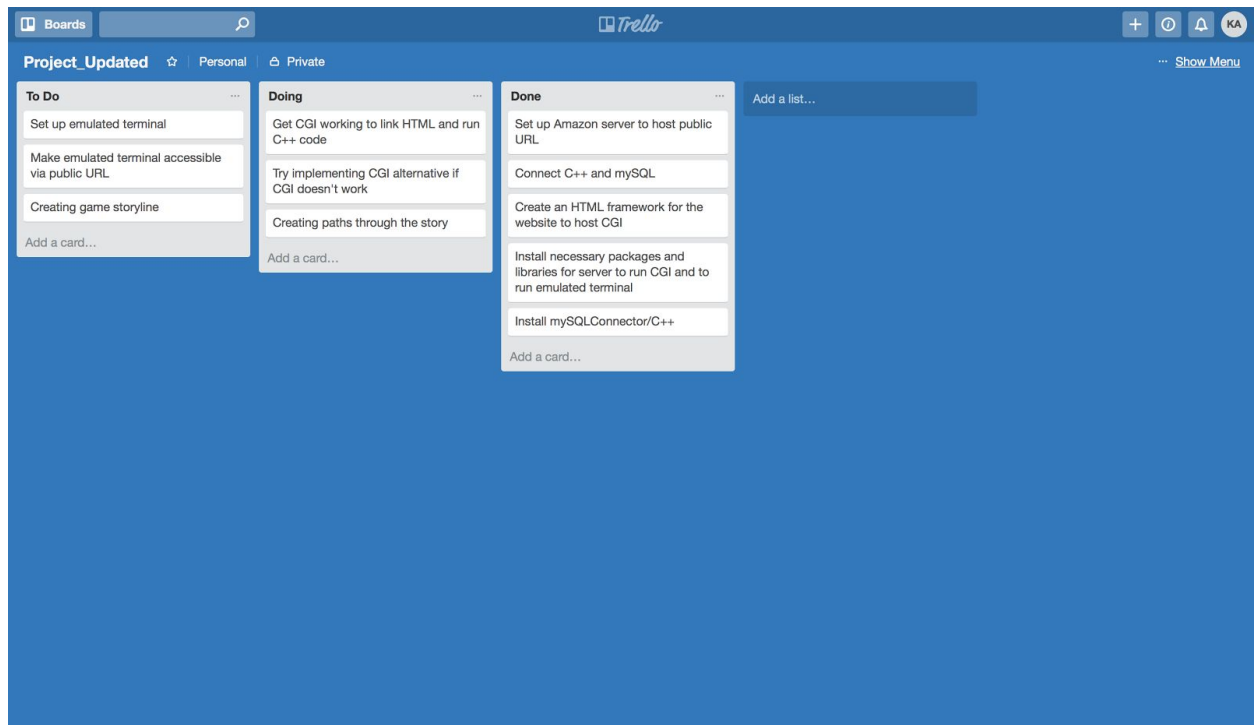 Boards
Trello
KA
Project_Updated
Personal
Private
... Show Menu
To Do ...
Set up emulated terminal
Make emulated terminal accessible
via public URL
Creating game storyline
Add a card...
Doing ...
Get CGI working to link HTML and run
C++ code
Try implementing CGI alternative if
CGI doesn't work
Creating paths through the story
Add a card...
Done ...
Set up Amazon server to host public
URL
Connect C++ and mySQL
Create an HTML framework for the
website to host CGI
Install necessary packages and
libraries for server to run CGI and to
run emulated terminal
Install mySQLConnector/C++
Add a card...
Add a list...